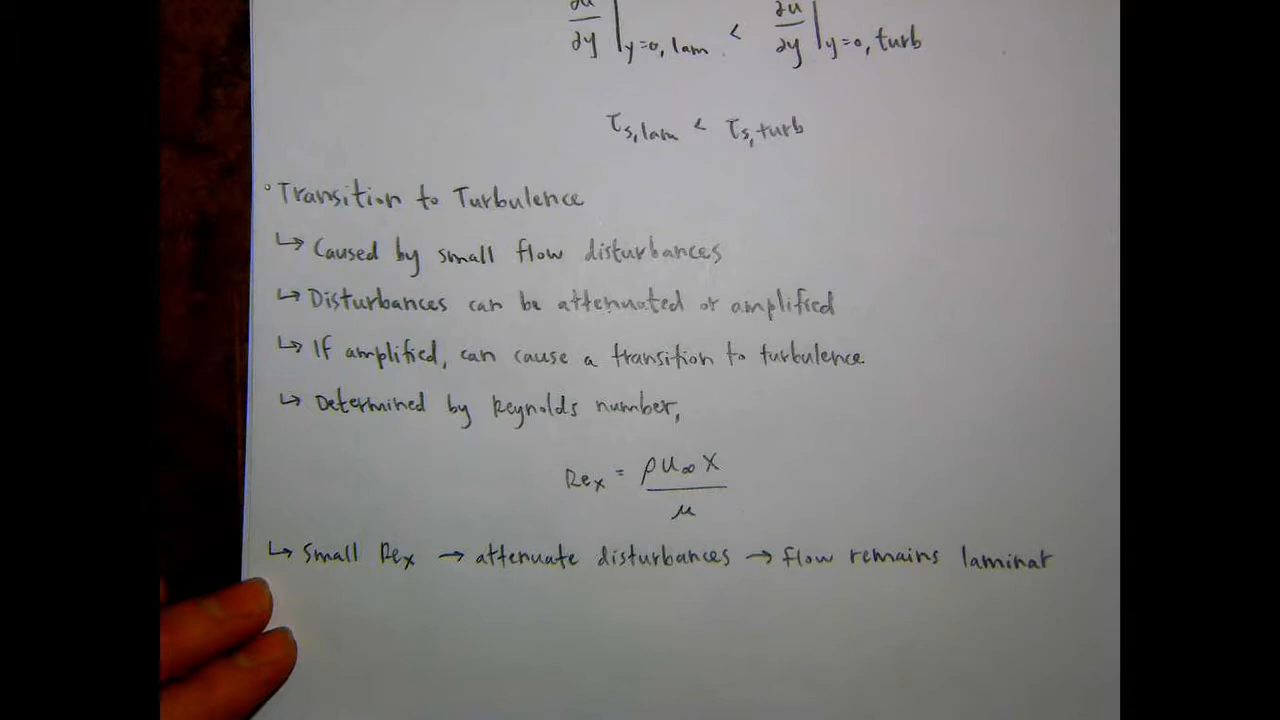 ∂u/∂y |y=0, lam < ∂u/∂y |y=0, turb
τs,lam < τs,turb
° Transition to Turbulence
↳ Caused by small flow disturbances
↳ Disturbances can be attenuated or amplified
↳ If amplified, can cause a transition to turbulence.
↳ Determined by Reynolds number,
Rex = ρu∞x / μ
↳ Small Rex → attenuate disturbances → flow remains laminar